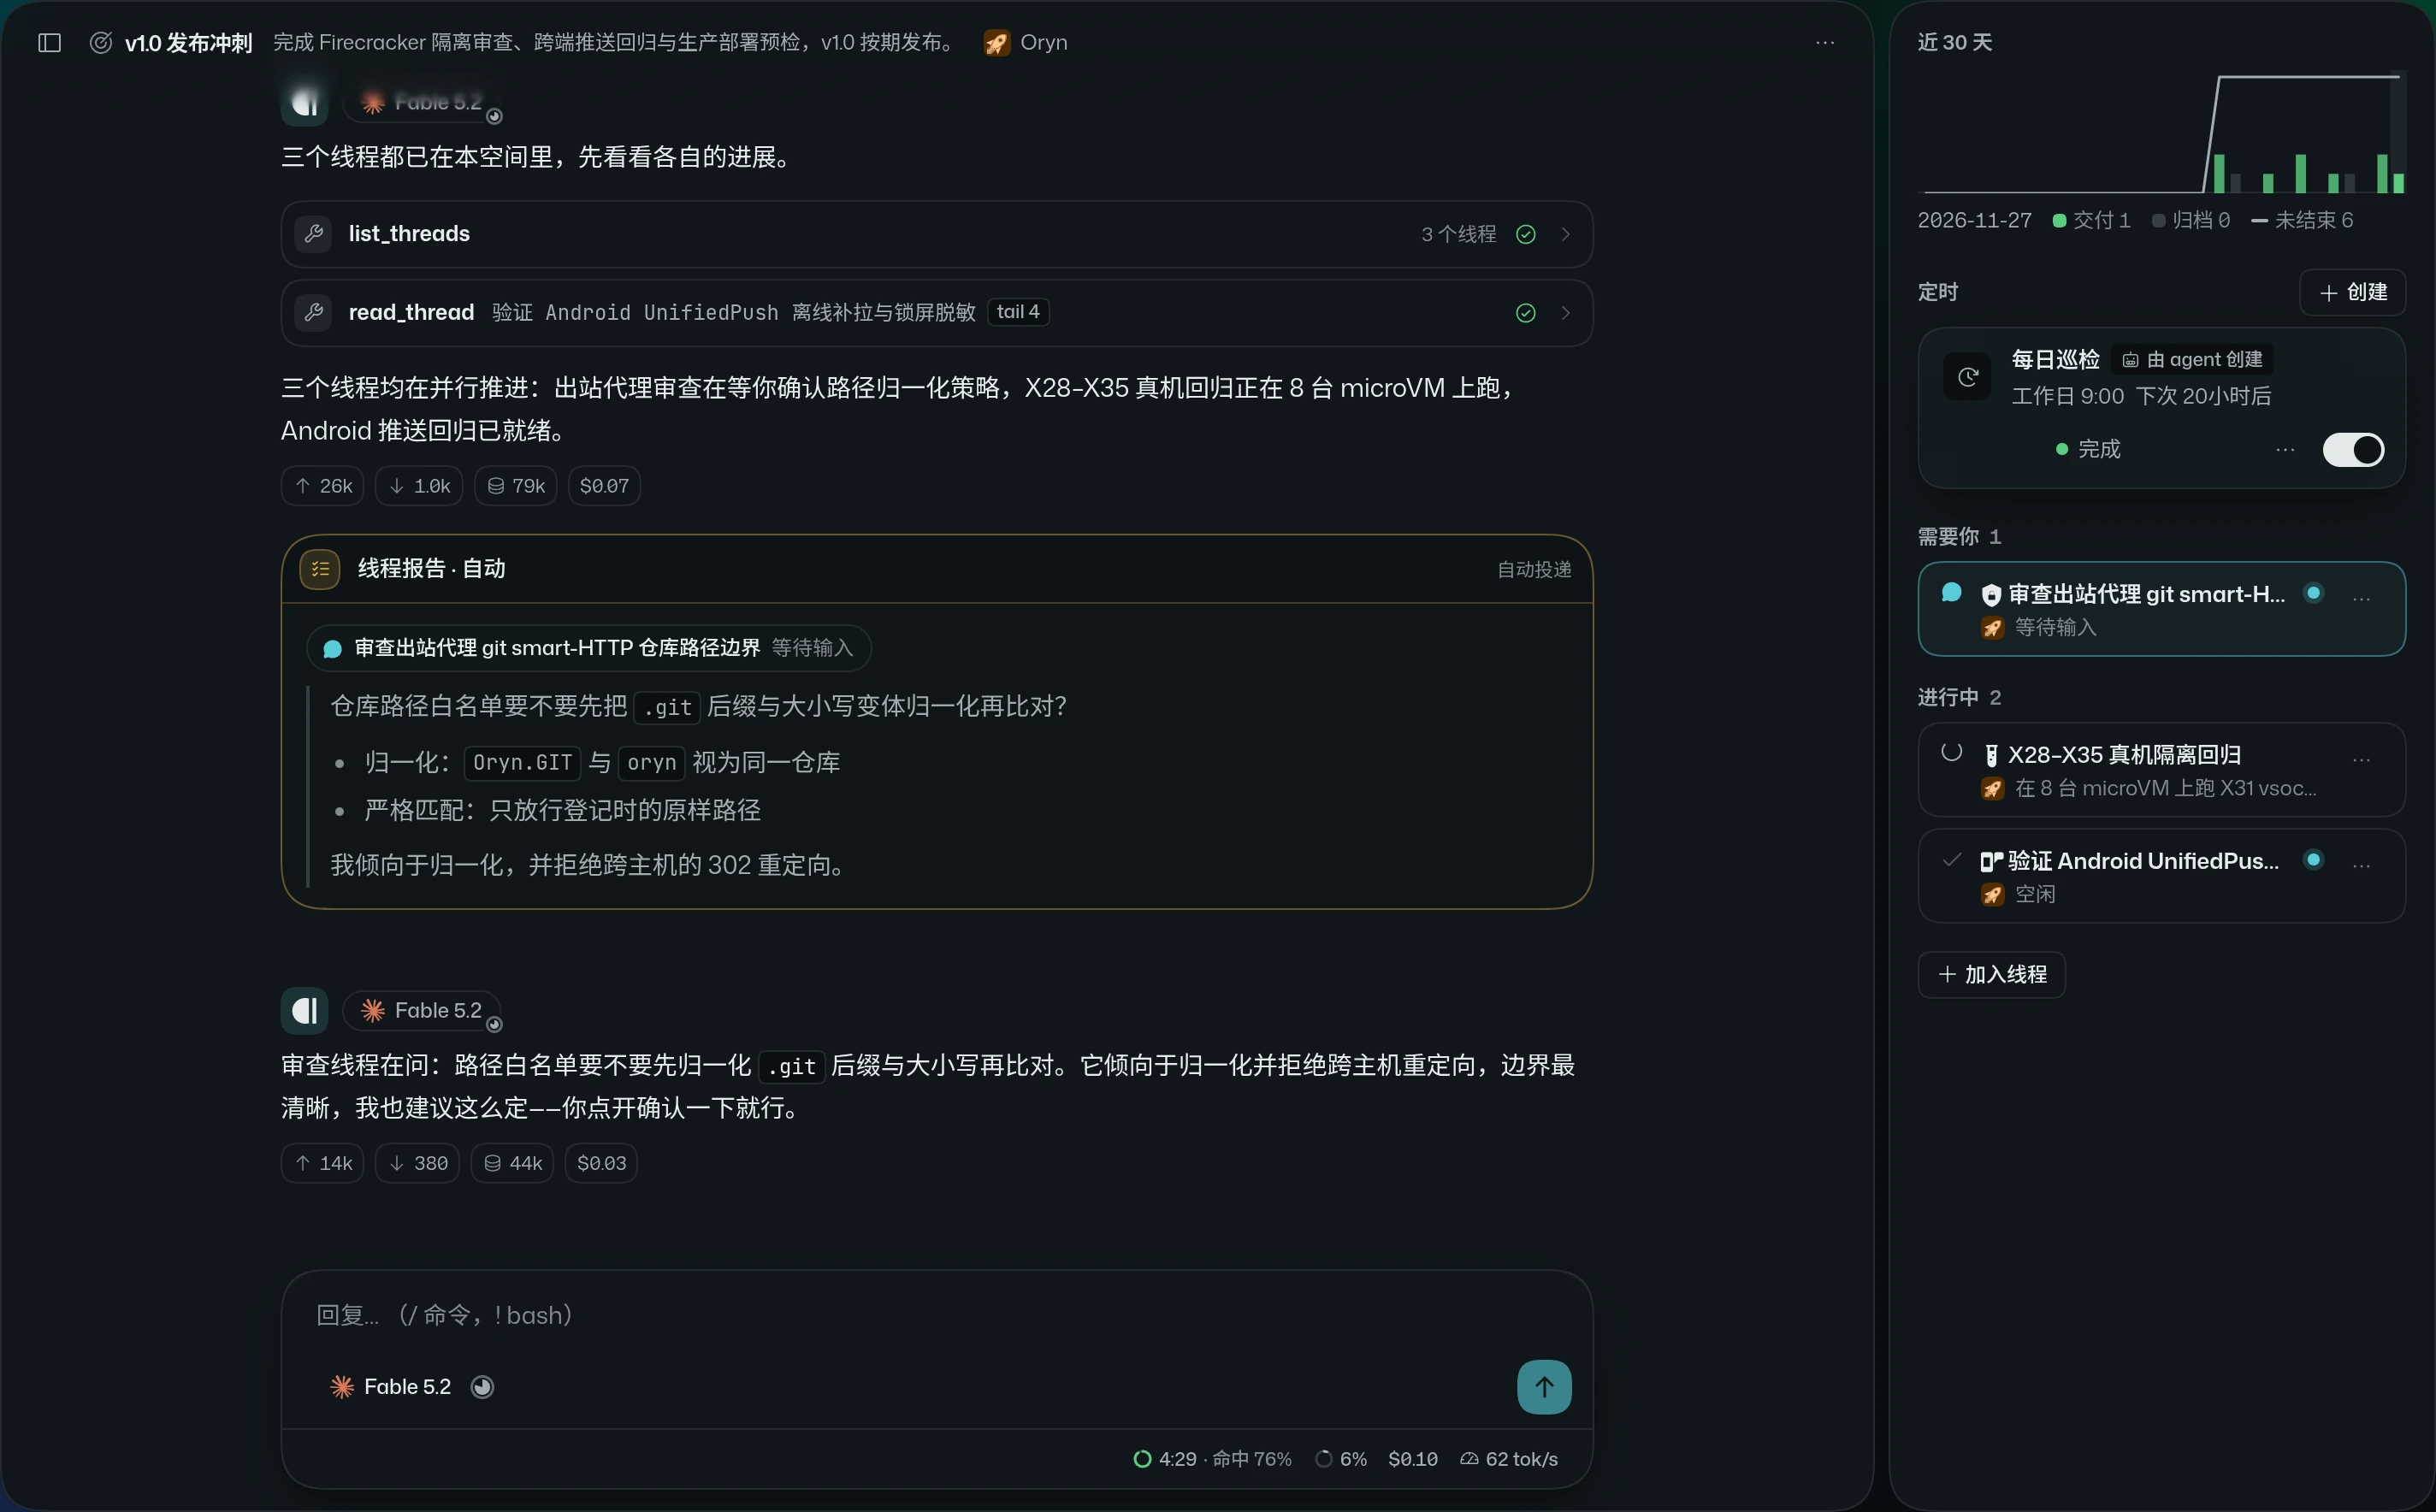 v1.0 发布冲刺 完成 Firecracker 隔离审查、跨端推送回归与生产部署预检，v1.0 按期发布。 Oryn
Fable 5.2
三个线程都已在本空间里，先看看各自的进展。
list_threads 3 个线程
read_thread 验证 Android UnifiedPush 离线补拉与锁屏脱敏 tail 4
三个线程均在并行推进：出站代理审查在等你确认路径归一化策略，X28–X35 真机回归正在 8 台 microVM 上跑，
Android 推送回归已就绪。
26k 1.0k 79k $0.07
线程报告 · 自动 自动投递
审查出站代理 git smart-HTTP 仓库路径边界 等待输入
仓库路径白名单要不要先把 .git 后缀与大小写变体归一化再比对？
• 归一化：Oryn.GIT 与 oryn 视为同一仓库
• 严格匹配：只放行登记时的原样路径
我倾向于归一化，并拒绝跨主机的 302 重定向。
Fable 5.2
审查线程在问：路径白名单要不要先归一化 .git 后缀与大小写再比对。它倾向于归一化并拒绝跨主机重定向，边界最
清晰，我也建议这么定——你点开确认一下就行。
14k 380 44k $0.03
回复... （/ 命令，! bash）
Fable 5.2
4:29 · 命中 76% 6% $0.10 62 tok/s
近 30 天
2026-11-27 交付 1 归档 0 未结束 6
定时 + 创建
每日巡检 由 agent 创建
工作日 9:00 下次 20小时后
完成 ...
需要你 1
审查出站代理 git smart-H... ...
等待输入
进行中 2
X28–X35 真机隔离回归 ...
在 8 台 microVM 上跑 X31 vsoc...
验证 Android UnifiedPus... ...
空闲
+ 加入线程